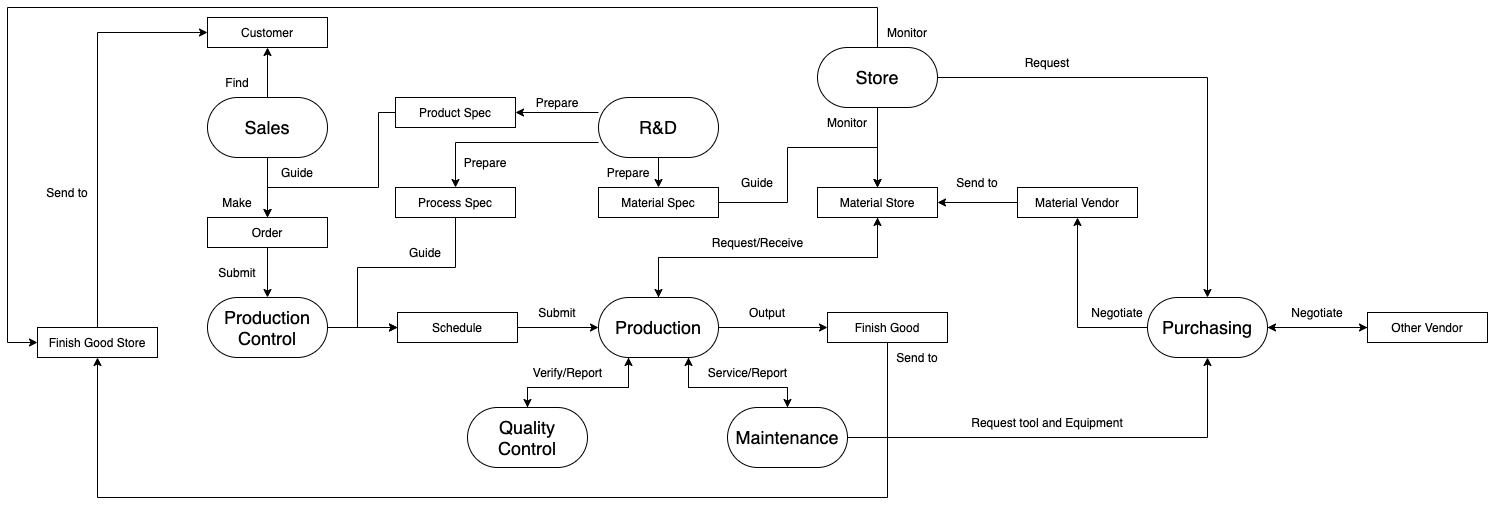 Monitor
Customer
Store
Request
Find
Product Spec
Prepare
R&D
Sales
Monitor
Guide
Prepare
Prepare
Guide
Send to
Send to
Make
Process Spec
Material Spec
Material Store
Material Vendor
Order
Request/Receive
Guide
Submit
Production
Control
Schedule
Submit
Production
Output
Finish Good
Negotiate
Purchasing
Negotiate
Other Vendor
Finish Good Store
Send to
Verify/Report
Service/Report
Quality
Control
Maintenance
Request tool and Equipment